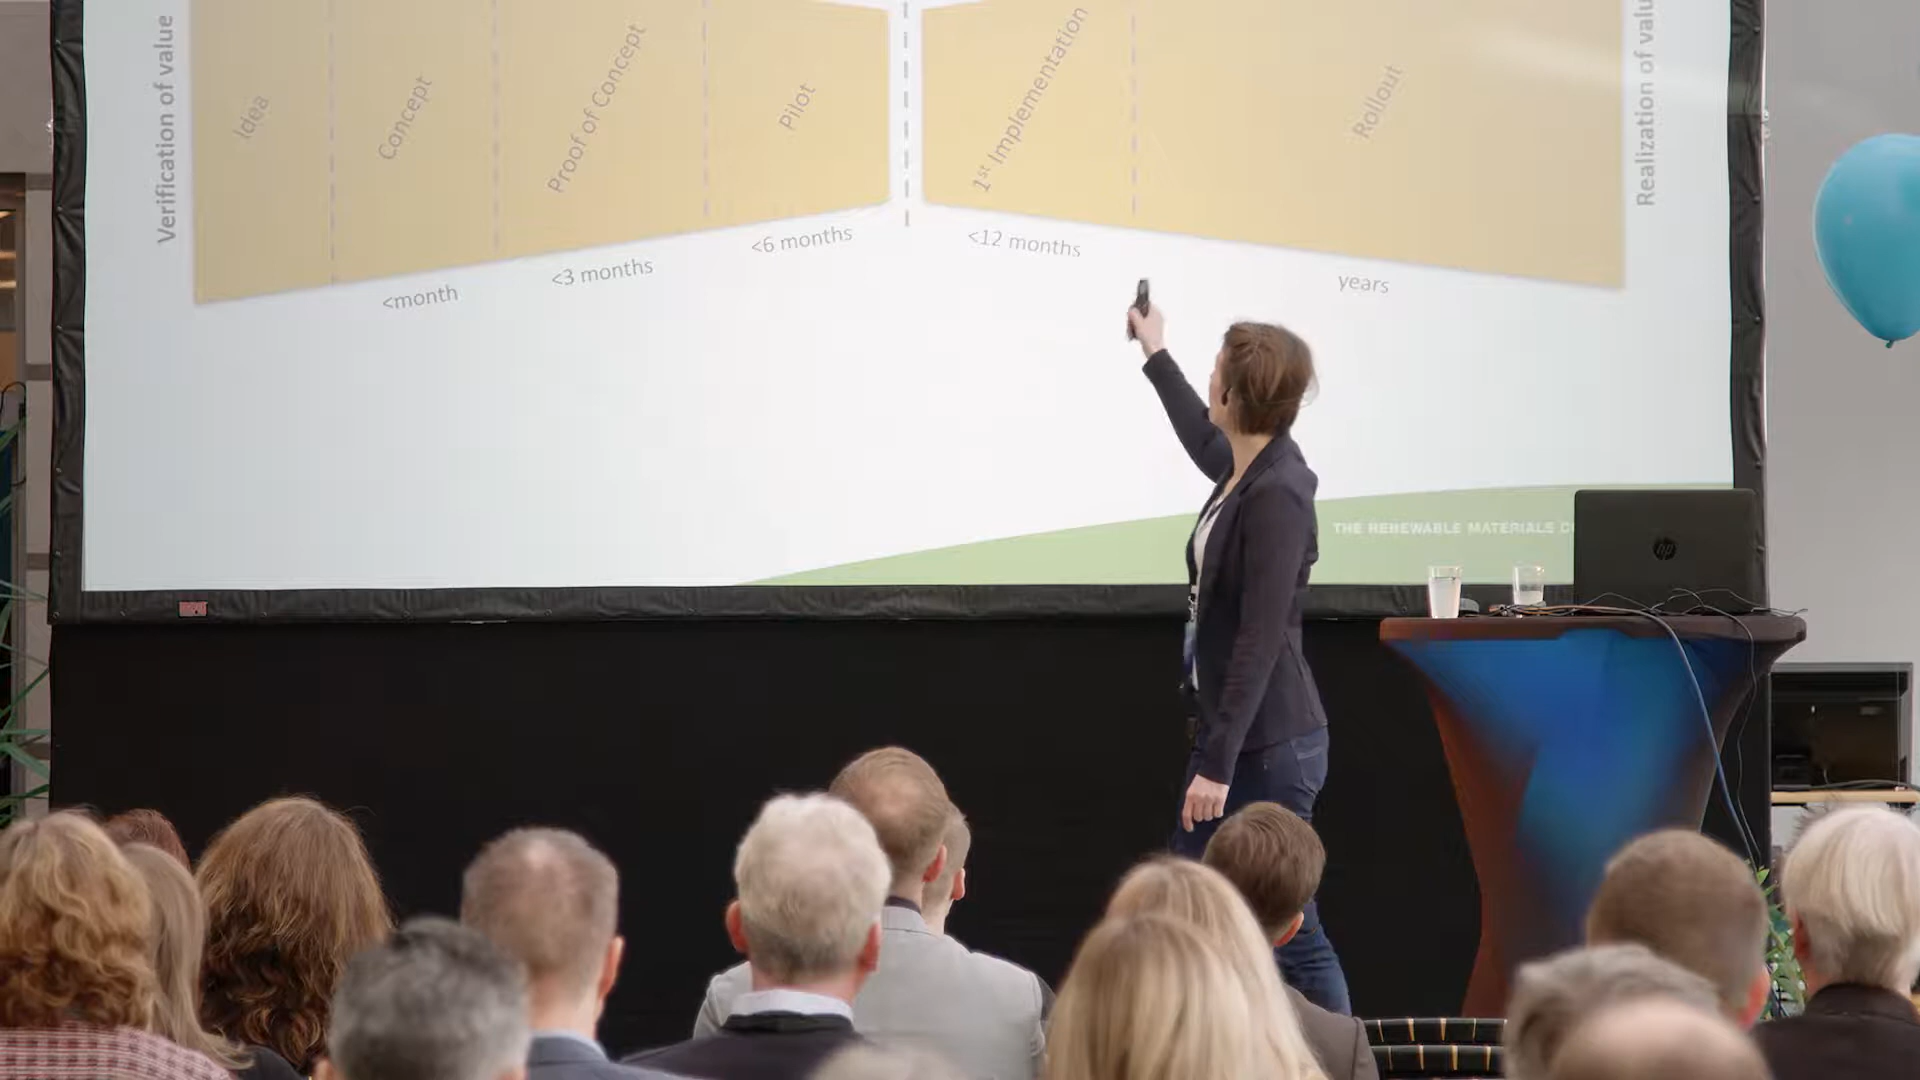 Verification of value
Idea
Concept
Proof of Concept
Pilot
1st Implementation
Rollout
Realization of valu
<month
<3 months
<6 months
<12 months
years
THE RENEWABLE MATERIALS C
hp